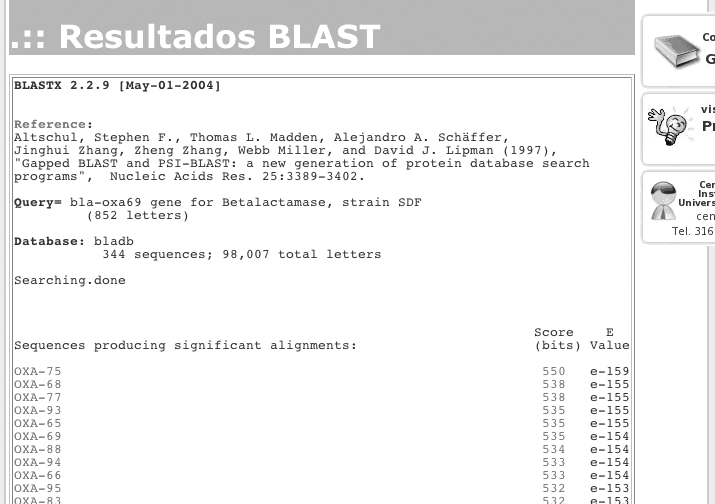 .:: Resultados BLAST
BLASTX 2.2.9 [May-01-2004]
Reference:
Altschul, Stephen F., Thomas L. Madden, Alejandro A. Schäffer,
Jinghui Zhang, Zheng Zhang, Webb Miller, and David J. Lipman (1997),
"Gapped BLAST and PSI-BLAST: a new generation of protein database search
programs",  Nucleic Acids Res. 25:3389-3402.
Query= bla-oxa69 gene for Betalactamase, strain SDF
(852 letters)
Database: bladb
344 sequences; 98,007 total letters
Searching.done
Score E
Sequences producing significant alignments: (bits) Value
OXA-75 550 e-159
OXA-68 538 e-155
OXA-77 538 e-155
OXA-93 535 e-155
OXA-65 535 e-155
OXA-69 535 e-154
OXA-88 534 e-154
OXA-94 533 e-154
OXA-66 533 e-154
OXA-95 532 e-153
OXA-83 532 e-153
Co
G
vis
Pr
Cen
Inst
Univers
cen
Tel. 316